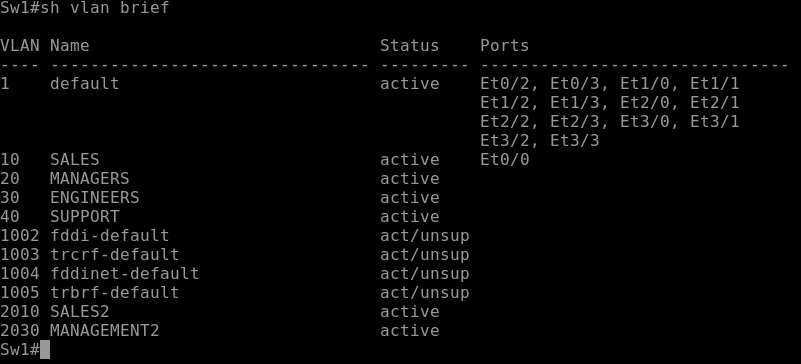 Sw1#sh vlan brief
VLAN Name                             Status    Ports
---- -------------------------------- --------- -------------------------------
1    default                          active    Et0/2, Et0/3, Et1/0, Et1/1
                                                Et1/2, Et1/3, Et2/0, Et2/1
                                                Et2/2, Et2/3, Et3/0, Et3/1
                                                Et3/2, Et3/3
10   SALES                            active    Et0/0
20   MANAGERS                         active
30   ENGINEERS                        active
40   SUPPORT                          active
1002 fddi-default                     act/unsup
1003 trcrf-default                    act/unsup
1004 fddinet-default                  act/unsup
1005 trbrf-default                    act/unsup
2010 SALES2                           active
2030 MANAGEMENT2                      active
Sw1#